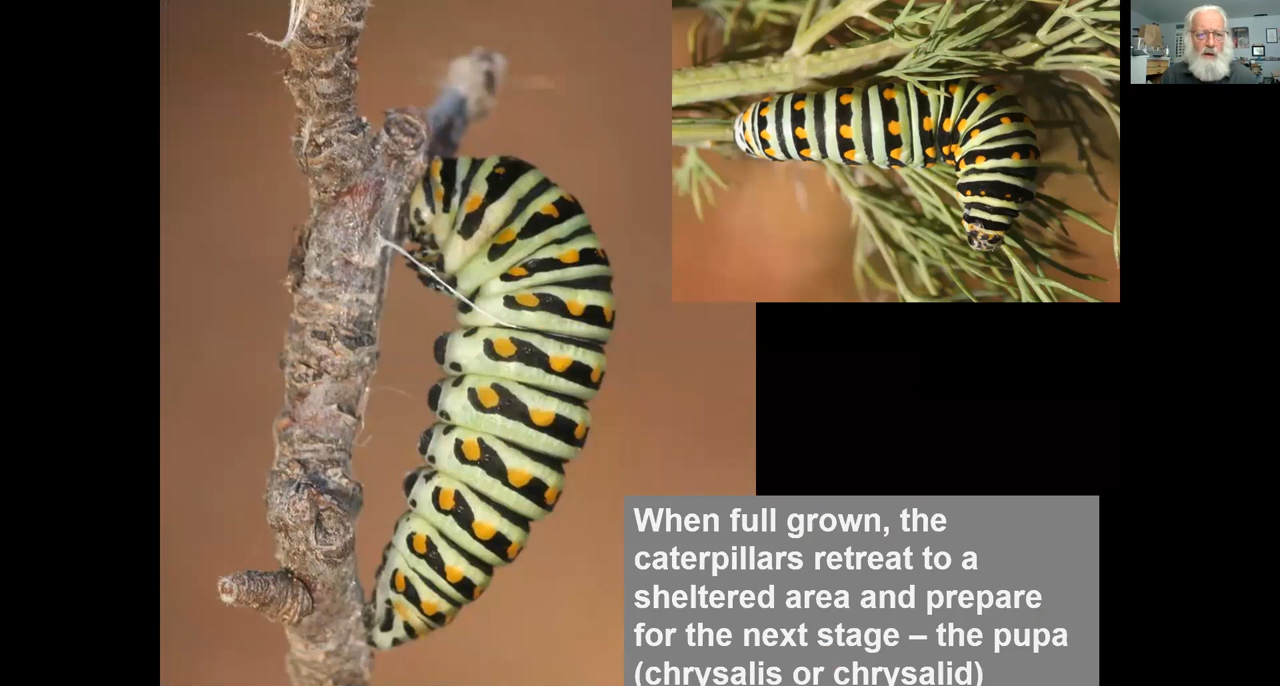 When full grown, the
caterpillars retreat to a
sheltered area and prepare
for the next stage – the pupa
(chrysalis or chrysalid)